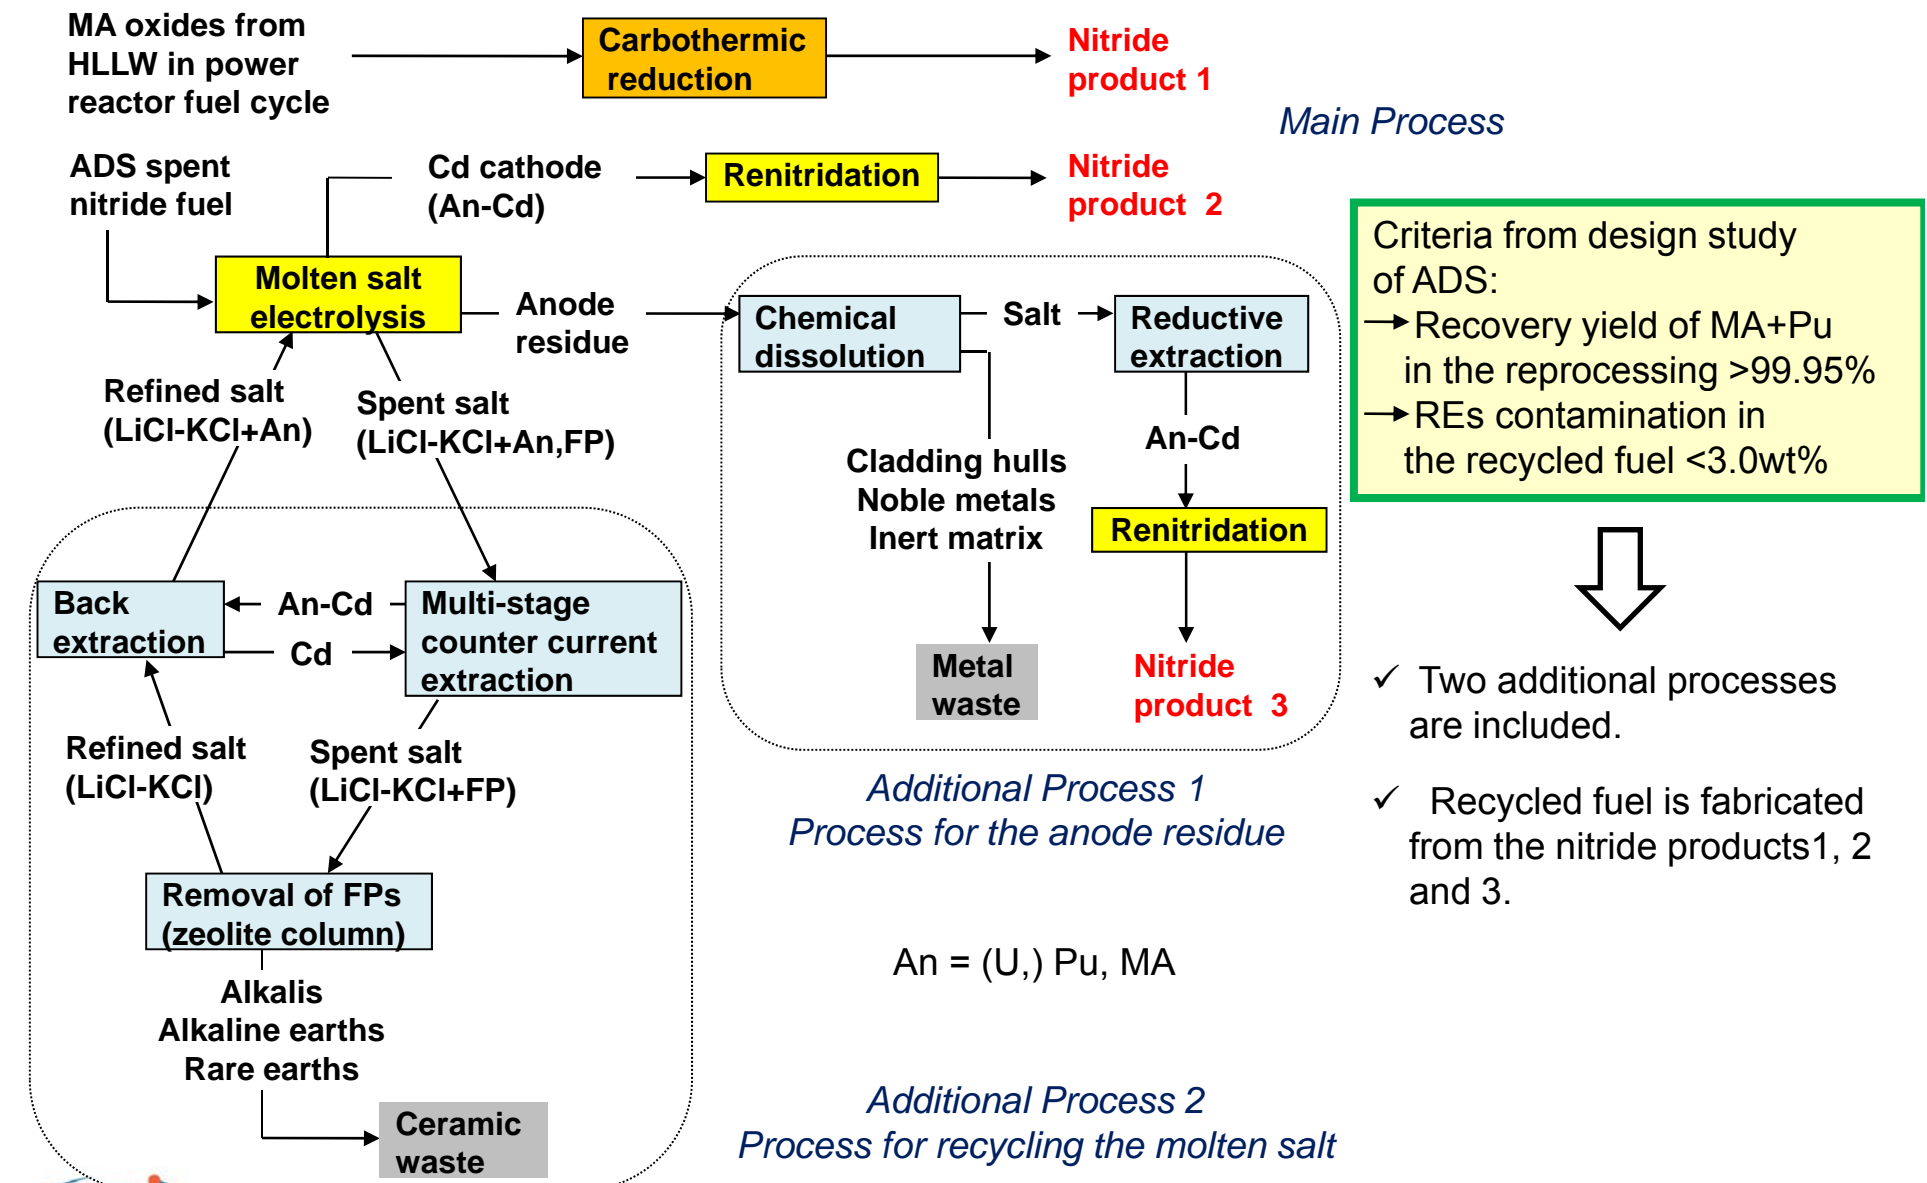 MA oxides from
HLLW in power
reactor fuel cycle
Carbothermic
reduction
Nitride
product 1
Main Process
ADS spent
nitride fuel
Cd cathode
(An-Cd)
Renitridation
Nitride
product 2
Molten salt
electrolysis
Anode
residue
Chemical
dissolution
Salt
Reductive
extraction
Refined salt
(LiCl-KCl+An)
Spent salt
(LiCl-KCl+An,FP)
Cladding hulls
Noble metals
Inert matrix
An-Cd
Renitridation
Metal
waste
Nitride
product 3
Back
extraction
An-Cd
Cd
Multi-stage
counter current
extraction
Refined salt
(LiCl-KCl)
Spent salt
(LiCl-KCl+FP)
Removal of FPs
(zeolite column)
Alkalis
Alkaline earths
Rare earths
Ceramic
waste
Additional Process 1
Process for the anode residue
An = (U,) Pu, MA
Additional Process 2
Process for recycling the molten salt
Criteria from design study
of ADS:
→Recovery yield of MA+Pu
in the reprocessing >99.95%
→REs contamination in
the recycled fuel <3.0wt%
✓ Two additional processes
are included.
✓ Recycled fuel is fabricated
from the nitride products1, 2
and 3.